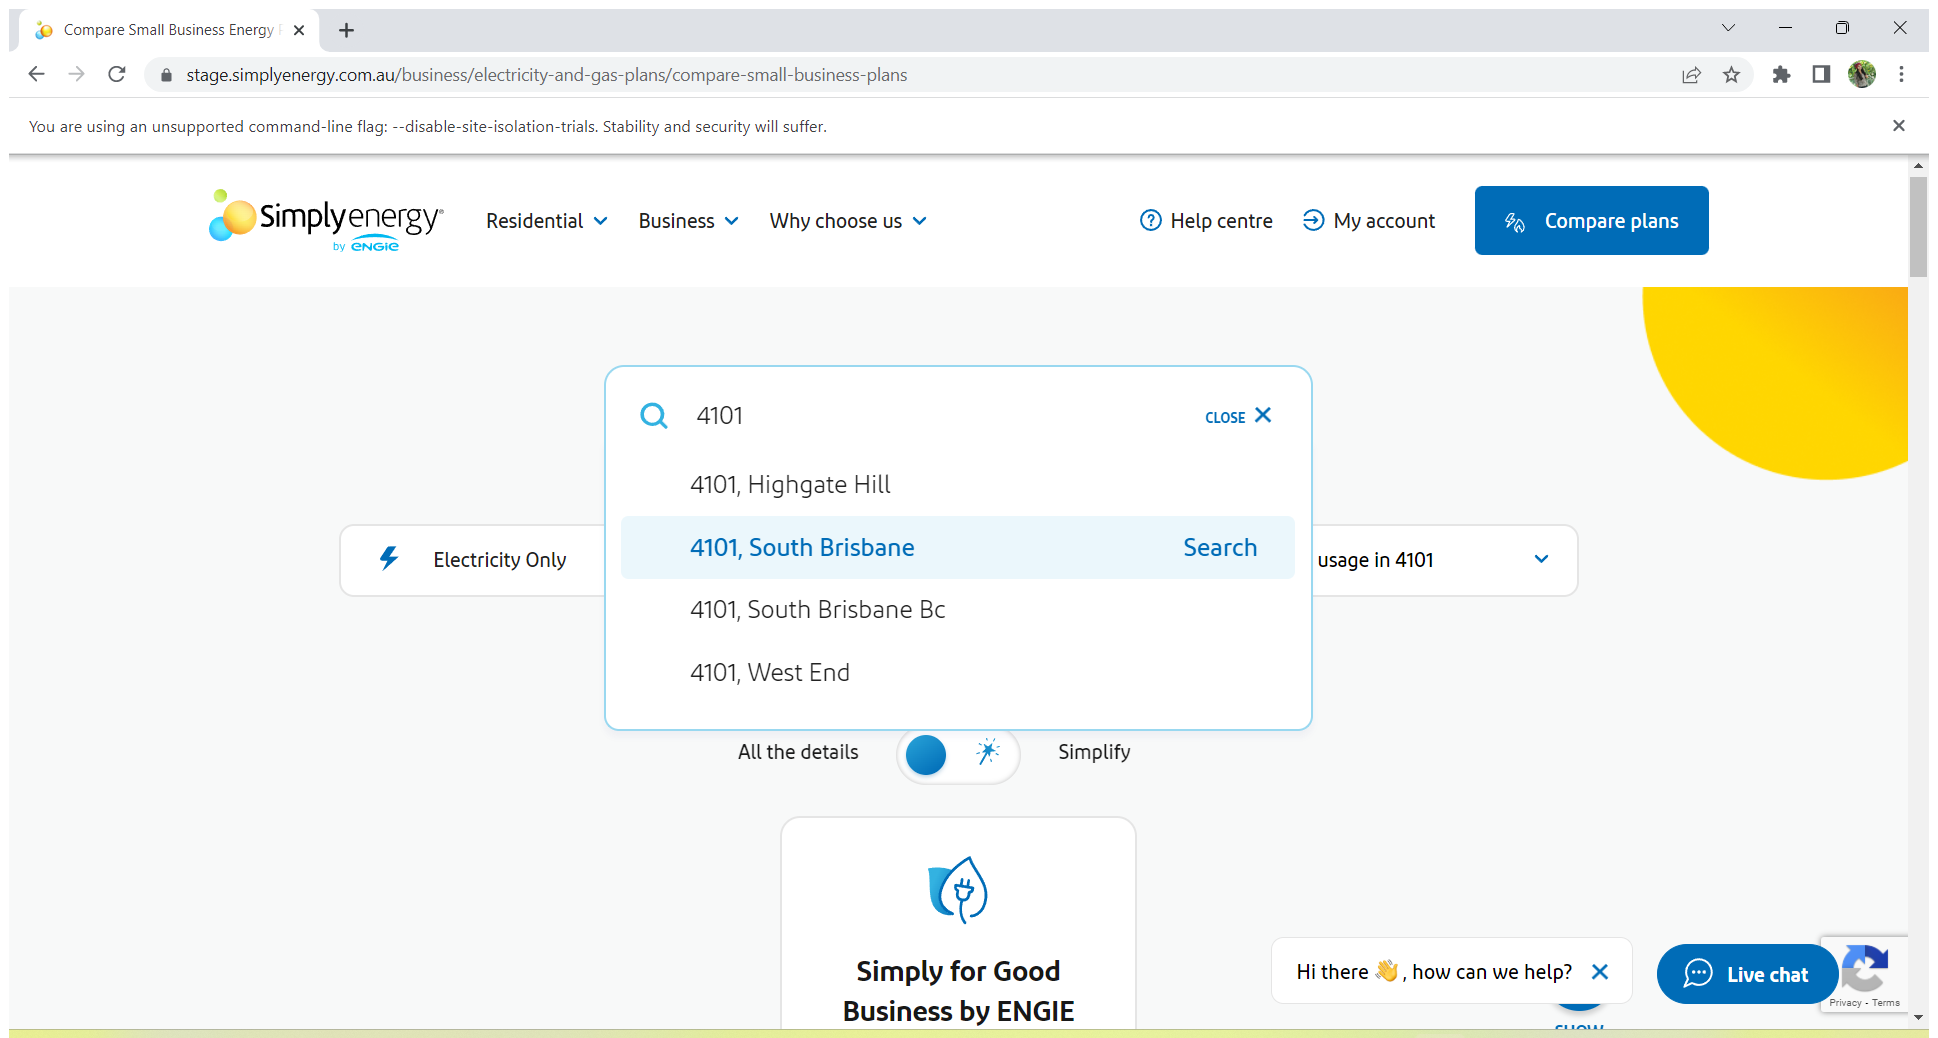 Compare Small Business Energy
stage.simplyenergy.com.au/business/electricity-and-gas-plans/compare-small-business-plans
You are using an unsupported command-line flag: --disable-site-isolation-trials. Stability and security will suffer.
Simplyenergy®
by ENGIE
Residential
Business
Why choose us
Help centre
My account
Compare plans
4101
CLOSE
4101, Highgate Hill
4101, South Brisbane
Search
4101, South Brisbane Bc
4101, West End
Electricity Only
usage in 4101
All the details
Simplify
Simply for Good
Business by ENGIE
Hi there 👋, how can we help?
Live chat
Privacy - Terms